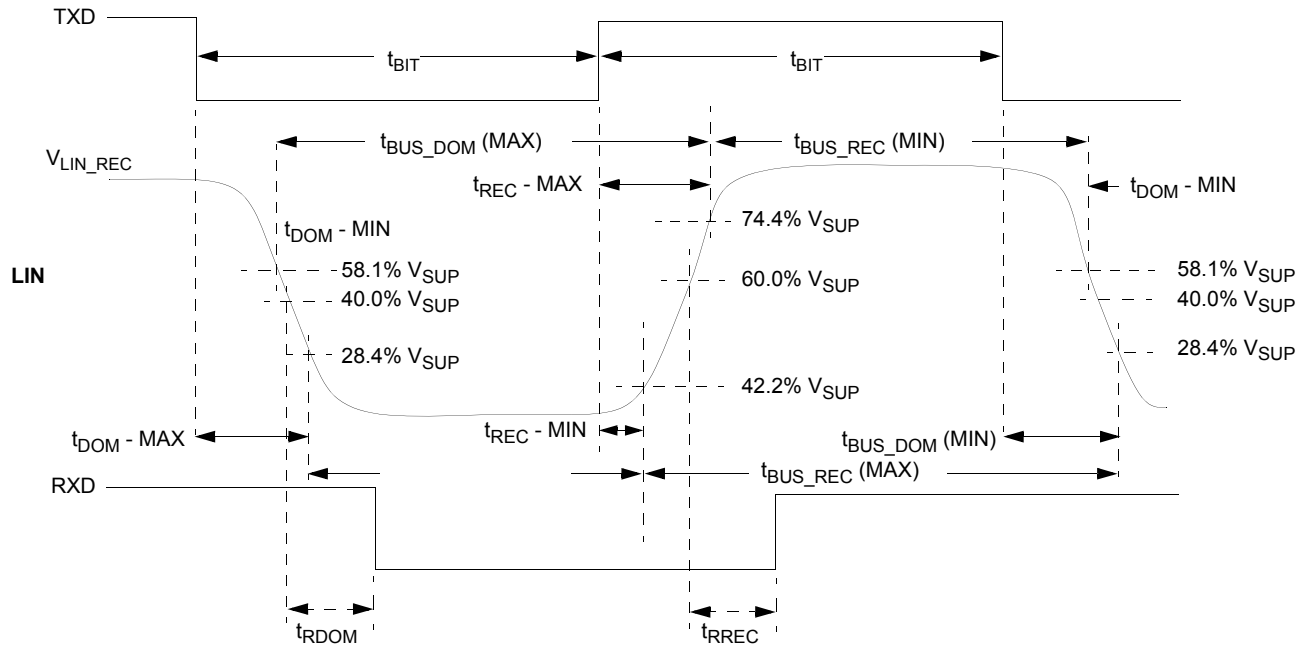 TXD
tBIT
tBIT
tBUS_DOM (MAX)
tBUS_REC (MIN)
VLIN_REC
tREC - MAX
tDOM - MIN
tDOM - MIN
74.4% VSUP
LIN
58.1% VSUP
60.0% VSUP
58.1% VSUP
40.0% VSUP
40.0% VSUP
28.4% VSUP
28.4% VSUP
42.2% VSUP
tDOM - MAX
tREC - MIN
tBUS_DOM (MIN)
tBUS_REC (MAX)
RXD
tRDOM
tRREC